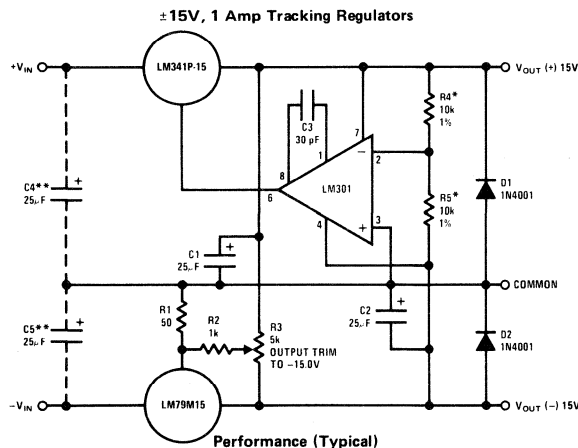 ±15V, 1 Amp Tracking Regulators
+VIN
LM341P-15
VOUT (+) 15V
C3
30 pF
8
1
7
R4*
10k
1%
–
2
LM301
6
C4**
25μF
+
R5*
10k
1%
4
+
3
D1
1N4001
C1
25μF
+
COMMON
R1
50
C2
25μF
+
C5**
25μF
+
R2
1k
R3
5k
OUTPUT TRIM
TO –15.0V
D2
1N4001
–VIN
LM79M15
VOUT (–) 15V
Performance (Typical)